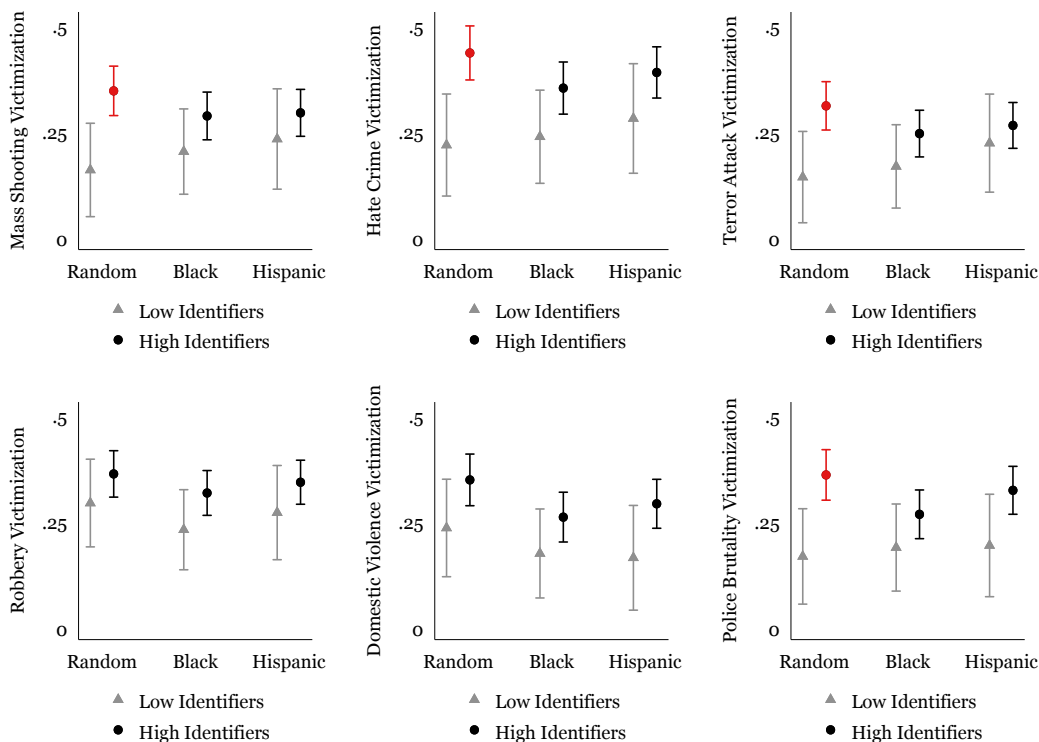 Mass Shooting Victimization
.5
.25
0
Random Black Hispanic
Low Identifiers
High Identifiers
Hate Crime Victimization
.5
.25
0
Random Black Hispanic
Low Identifiers
High Identifiers
Terror Attack Victimization
.5
.25
0
Random Black Hispanic
Low Identifiers
High Identifiers
Robbery Victimization
.5
.25
0
Random Black Hispanic
Low Identifiers
High Identifiers
Domestic Violence Victimization
.5
.25
0
Random Black Hispanic
Low Identifiers
High Identifiers
Police Brutality Victimization
.5
.25
0
Random Black Hispanic
Low Identifiers
High Identifiers